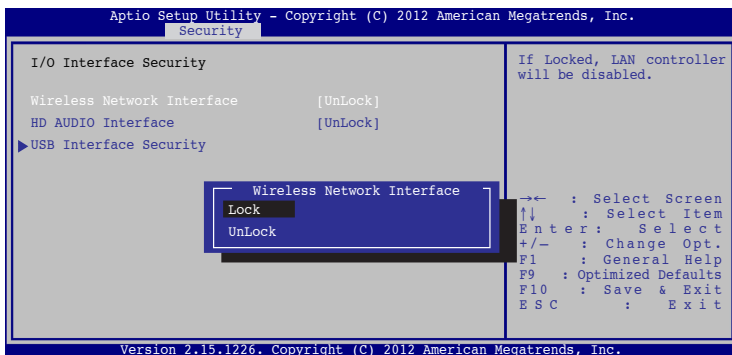 Aptio Setup Utility – Copyright (C) 2012 American Megatrends, Inc.
Security
I/O Interface Security
Wireless Network Interface [UnLock]
HD AUDIO Interface [UnLock]
USB Interface Security
Wireless Network Interface
Lock
UnLock
If Locked, LAN controller
will be disabled.
→← : Select Screen
↑↓ : Select Item
Enter: Select
+/— : Change Opt.
F1 : General Help
F9 : Optimized Defaults
F10 : Save & Exit
ESC : Exit
Version 2.15.1226. Copyright (C) 2012 American Megatrends, Inc.